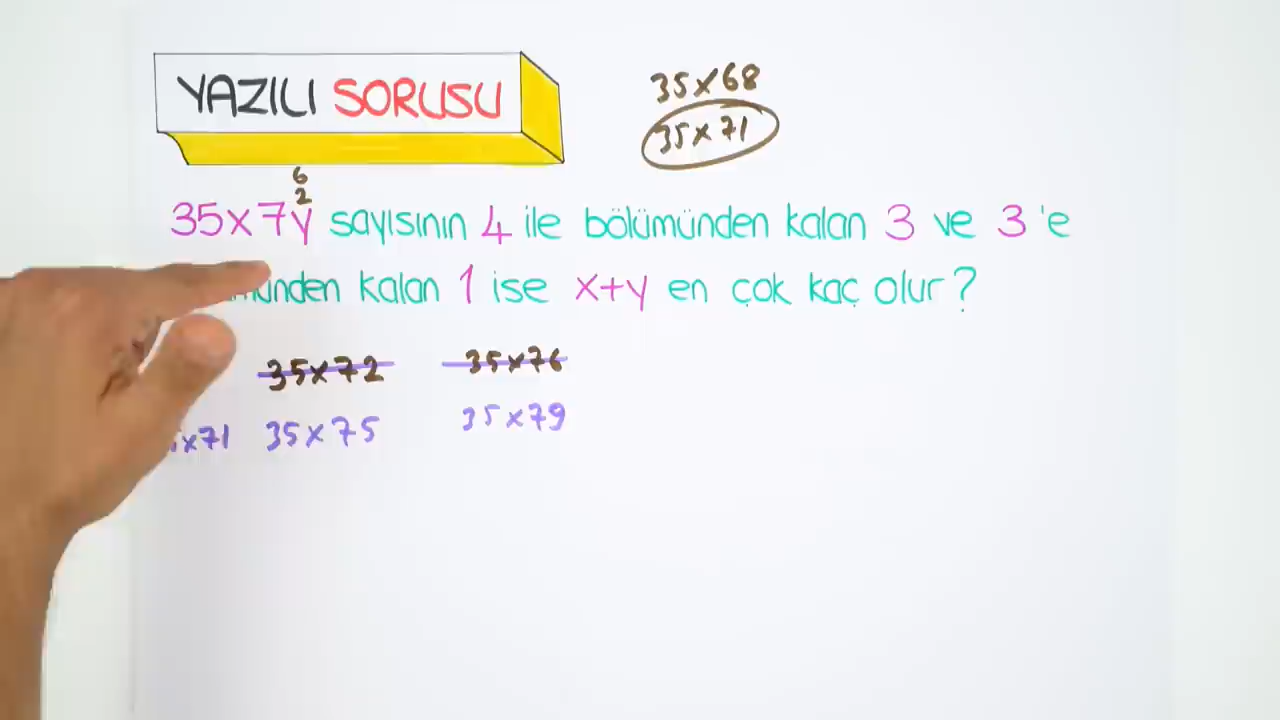 YAZILI SORUSU
35x68
35x71
6
2
35x7y sayısının 4 ile bölümünden kalan 3 ve 3'e
kalan 1 ise x+y en çok kaç olur?
35x72 35x76
x71 35x75 35x79